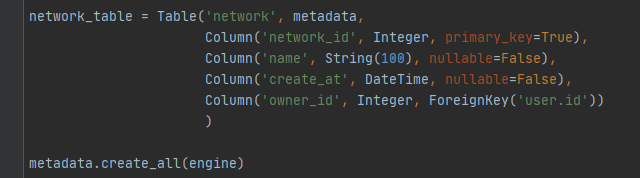 network_table = Table('network', metadata,
Column('network_id', Integer, primary_key=True),
Column('name', String(100), nullable=False),
Column('create_at', DateTime, nullable=False),
Column('owner_id', Integer, ForeignKey('user.id'))
)
metadata.create_all(engine)